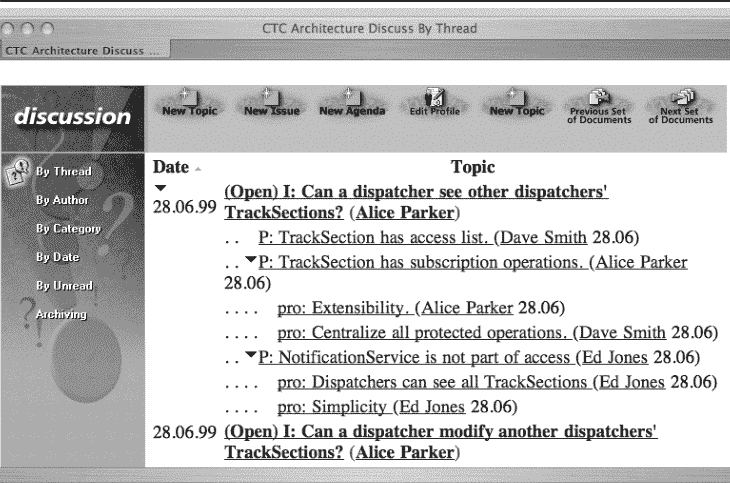 CTC Architecture Discuss By Thread
CTC Architecture Discuss ...
discussion
New Topic
New Issue
New Agenda
Edit Profile
New Topic
Previous Set
of Documents
Next Set
of Documents
By Thread
By Author
By Category
By Date
By Unread
Archiving
Date Topic
28.06.99 (Open) I: Can a dispatcher see other dispatchers'
TrackSections? (Alice Parker)
. . P: TrackSection has access list. (Dave Smith 28.06)
. . P: TrackSection has subscription operations. (Alice Parker
28.06)
. . . . pro: Extensibility. (Alice Parker 28.06)
. . . . pro: Centralize all protected operations. (Dave Smith 28.06)
. . P: NotificationService is not part of access (Ed Jones 28.06)
. . . . pro: Dispatchers can see all TrackSections (Ed Jones 28.06)
. . . . pro: Simplicity (Ed Jones 28.06)
28.06.99 (Open) I: Can a dispatcher modify another dispatchers'
TrackSections? (Alice Parker)